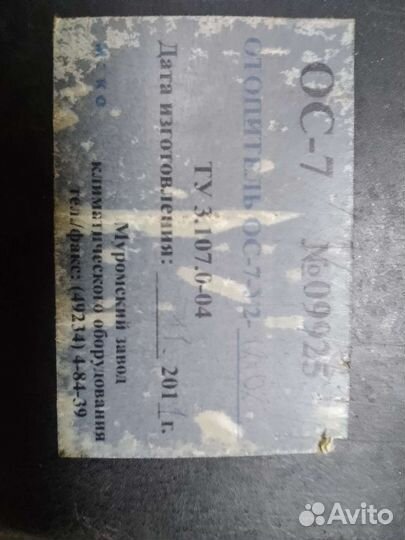 ОС-7 №09925
ОТОПИТЕЛЬ ОС-7-У2-
ТУ 3.107.0-04
Дата изготовления: 201 г.
Муромский завод
климатического оборудования
тел./факс: (49234) 4-84-39
Avito